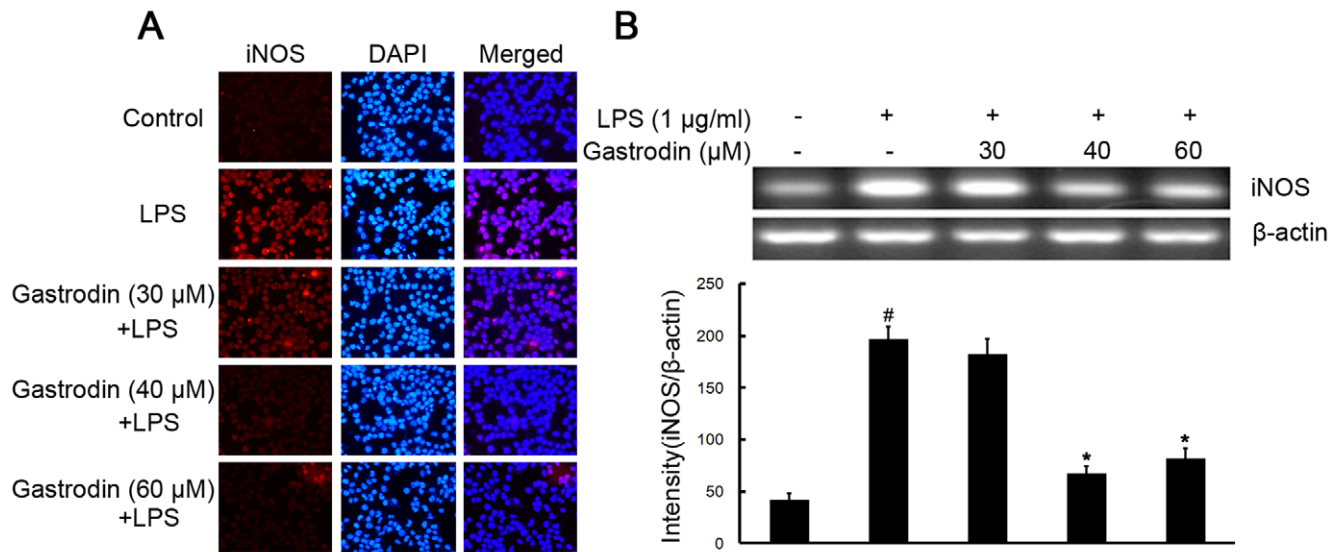 A
iNOS DAPI Merged
Control
LPS
Gastrodin (30 μM)
+LPS
Gastrodin (40 μM)
+LPS
Gastrodin (60 μM)
+LPS
B
LPS (1 μg/ml) - + + + +
Gastrodin (μM) - - 30 40 60
iNOS
β-actin
Intensity(iNOS/β-actin)
250
200
150
100
50
0
#
*
*